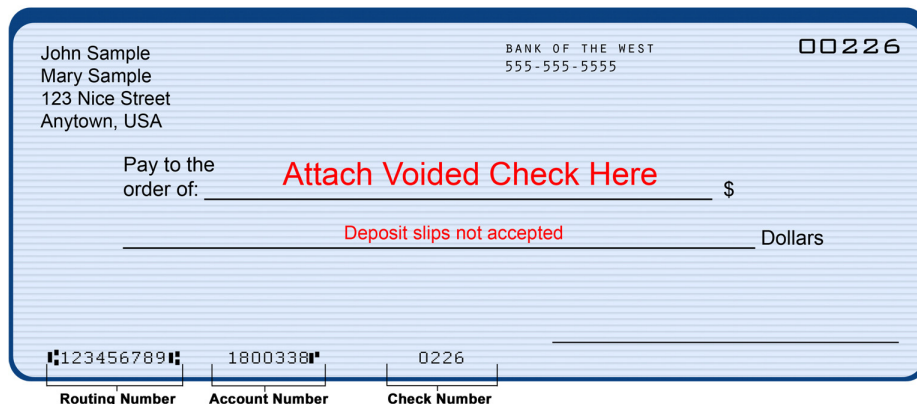 John Sample
Mary Sample
123 Nice Street
Anytown, USA
BANK OF THE WEST
555-555-5555
00226
Pay to the
order of:
Attach Voided Check Here
$
Deposit slips not accepted
Dollars
⑆123456789⑆ 1800338⑈ 0226
Routing Number Account Number Check Number